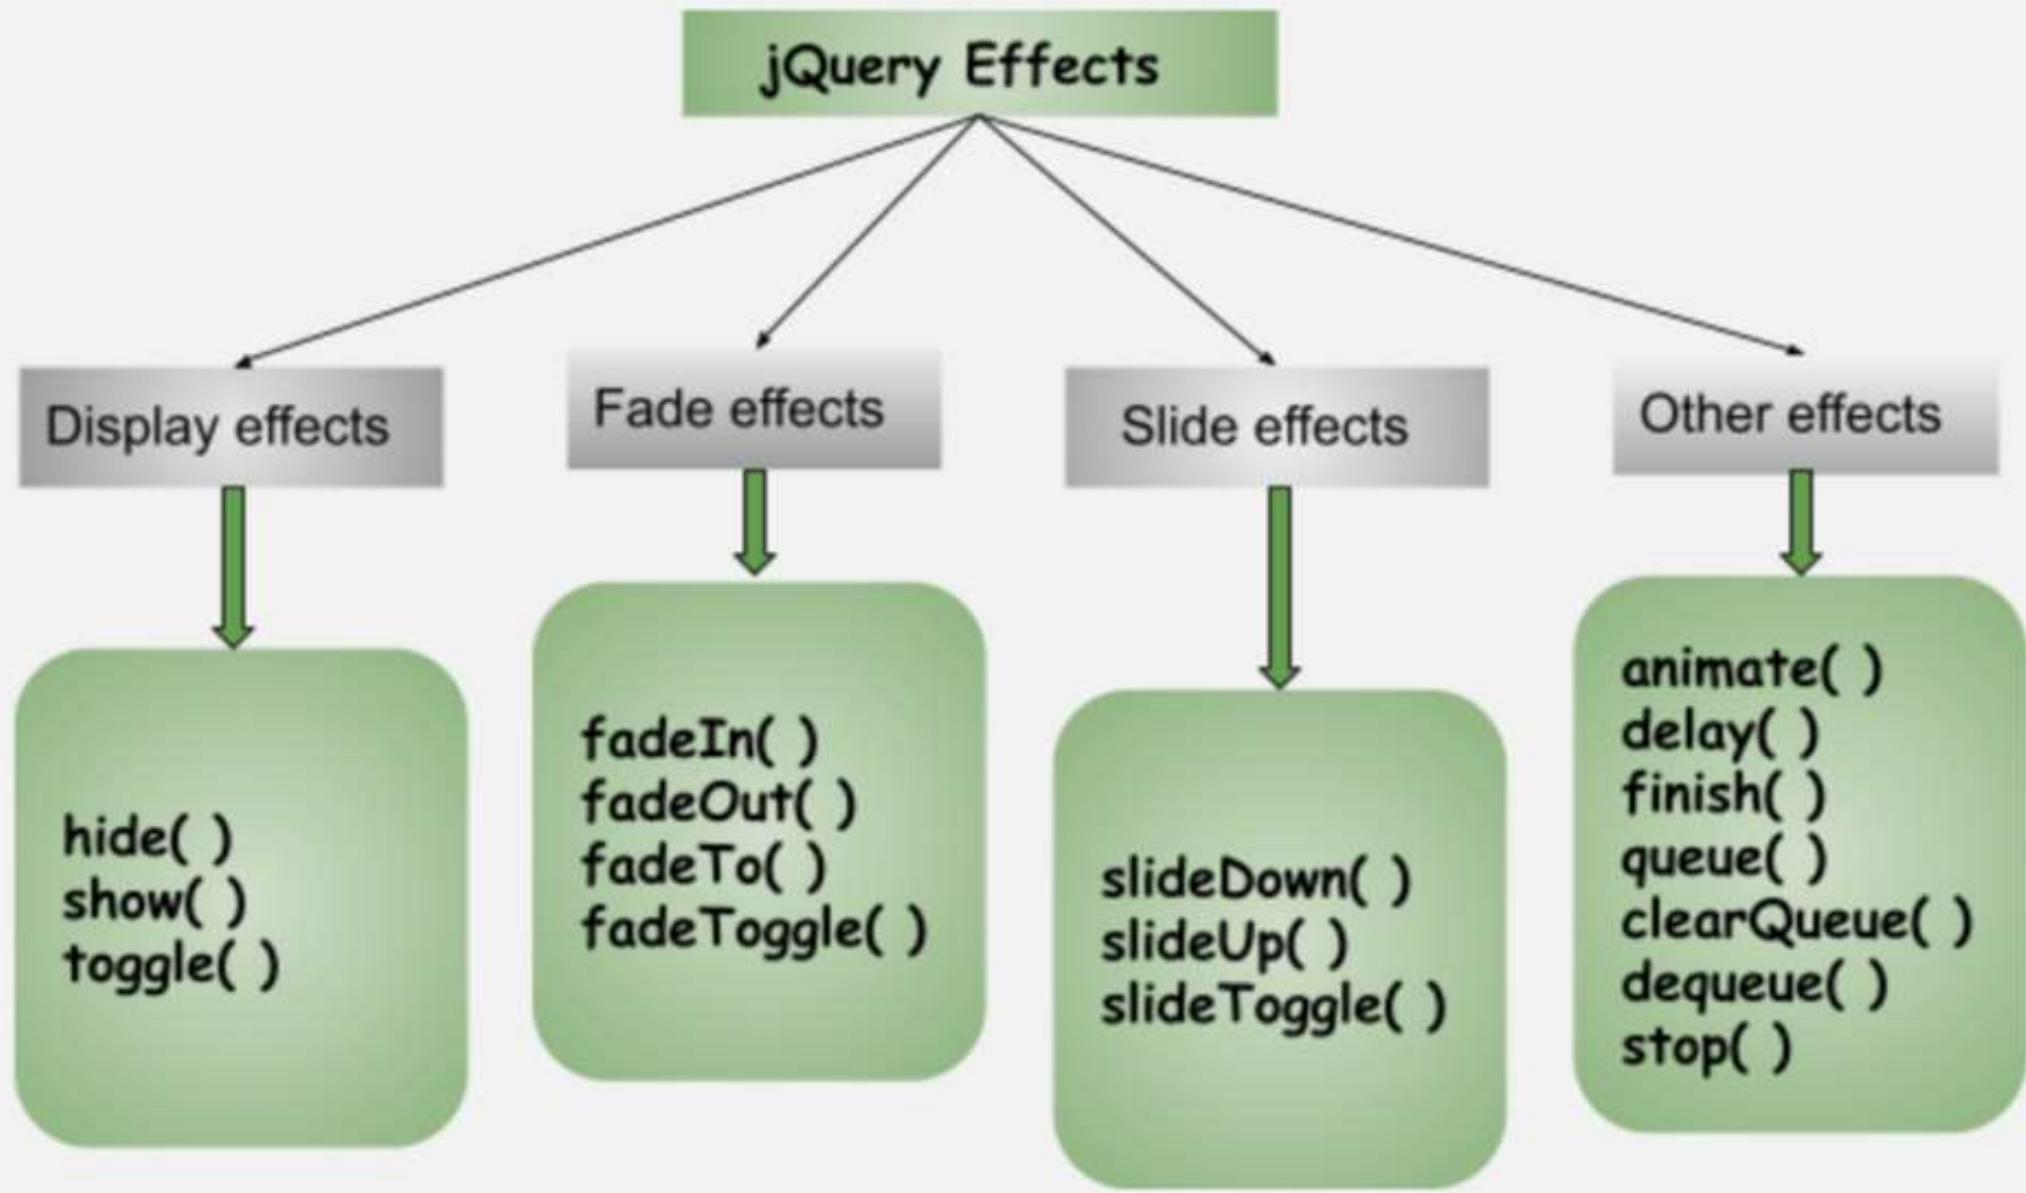 jQuery Effects
Display effects
Fade effects
Slide effects
Other effects
hide( )
show( )
toggle( )
fadeIn( )
fadeOut( )
fadeTo( )
fadeToggle( )
slideDown( )
slideUp( )
slideToggle( )
animate( )
delay( )
finish( )
queue( )
clearQueue( )
dequeue( )
stop( )